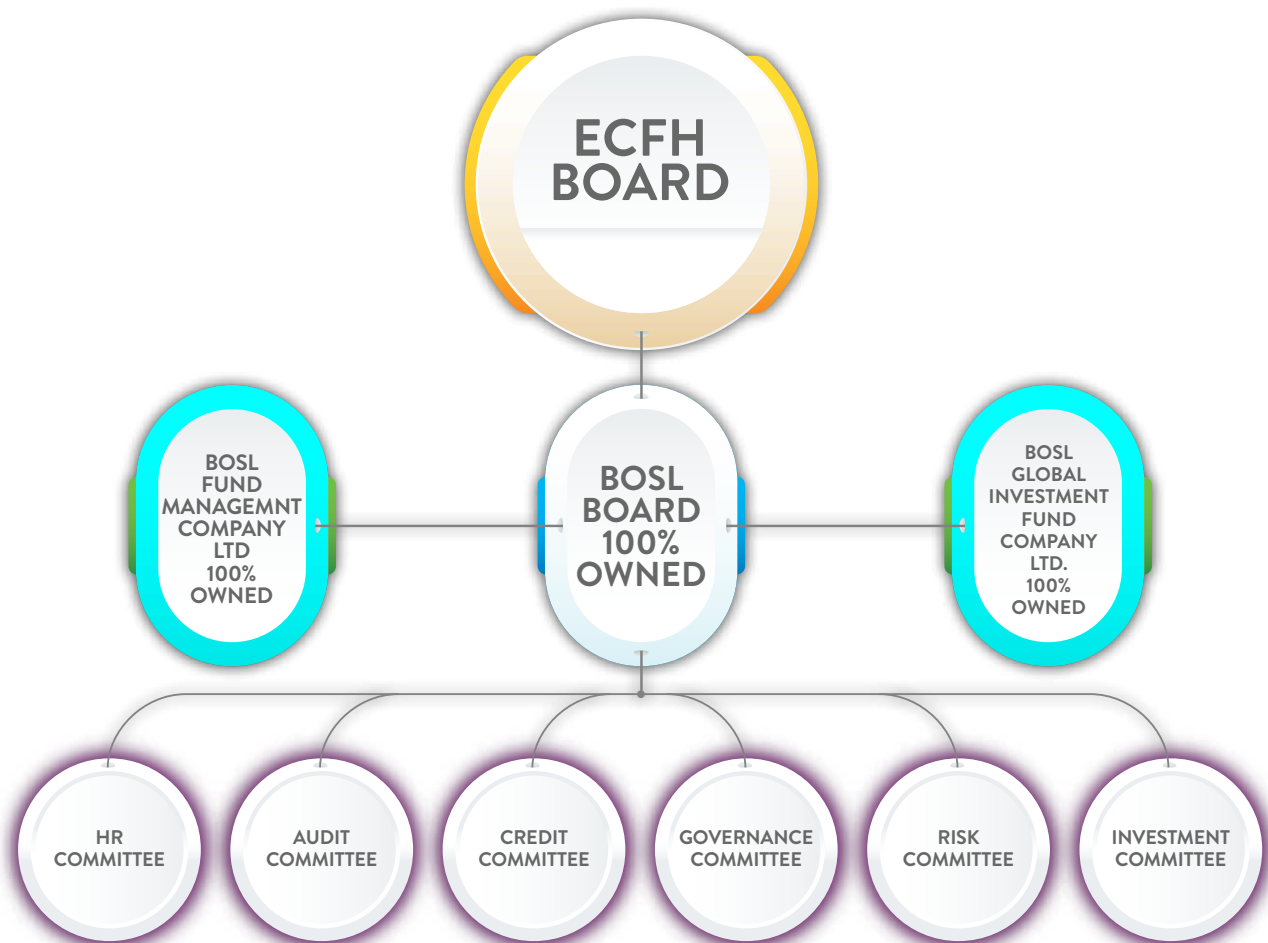 ECFH
BOARD
BOSL
FUND
MANAGEMNT
COMPANY
LTD
100%
OWNED
BOSL
BOARD
100%
OWNED
BOSL
GLOBAL
INVESTMENT
FUND
COMPANY
LTD.
100%
OWNED
HR
COMMITTEE
AUDIT
COMMITTEE
CREDIT
COMMITTEE
GOVERNANCE
COMMITTEE
RISK
COMMITTEE
INVESTMENT
COMMITTEE